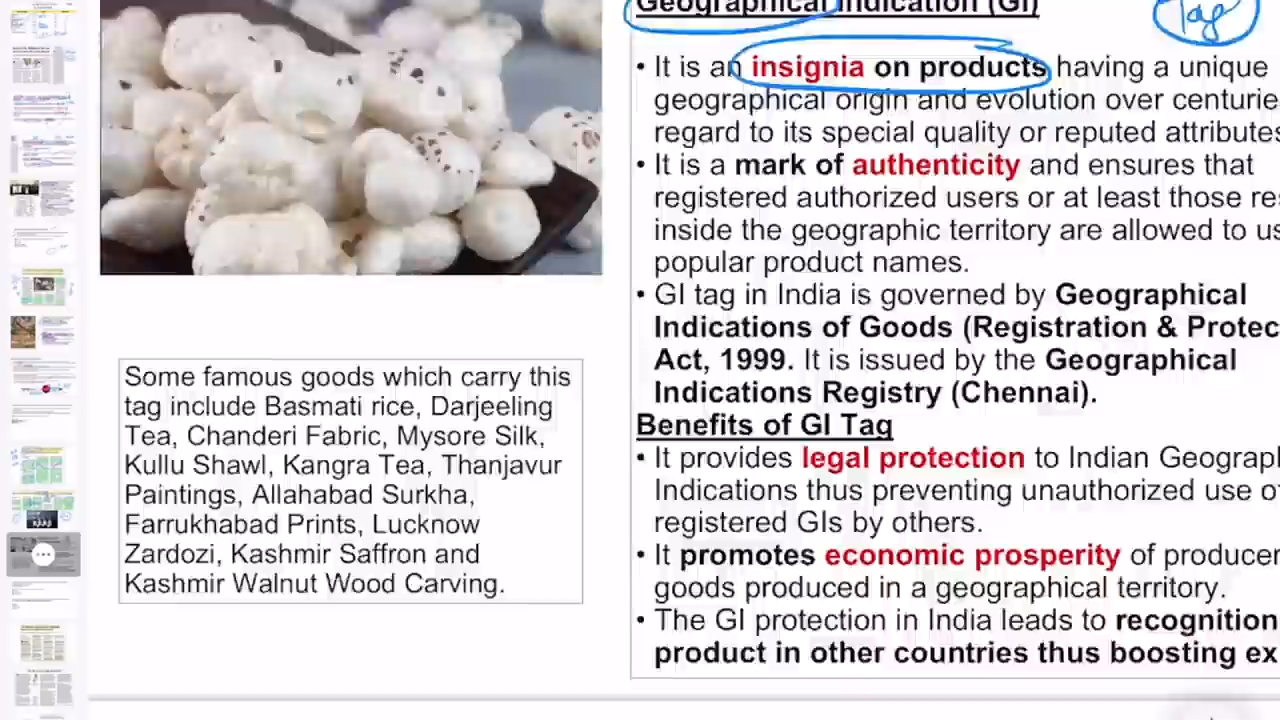 Some famous goods which carry this
tag include Basmati rice, Darjeeling
Tea, Chanderi Fabric, Mysore Silk,
Kullu Shawl, Kangra Tea, Thanjavur
Paintings, Allahabad Surkha,
Farrukhabad Prints, Lucknow
Zardozi, Kashmir Saffron and
Kashmir Walnut Wood Carving.
Geographical Indication (GI)
Tag
• It is an insignia on products having a unique
geographical origin and evolution over centurie
regard to its special quality or reputed attributes
• It is a mark of authenticity and ensures that
registered authorized users or at least those res
inside the geographic territory are allowed to us
popular product names.
• GI tag in India is governed by Geographical
Indications of Goods (Registration & Protec
Act, 1999. It is issued by the Geographical
Indications Registry (Chennai).
Benefits of GI Tag
• It provides legal protection to Indian Geograph
Indications thus preventing unauthorized use of
registered GIs by others.
• It promotes economic prosperity of producer
goods produced in a geographical territory.
• The GI protection in India leads to recognition
product in other countries thus boosting ex